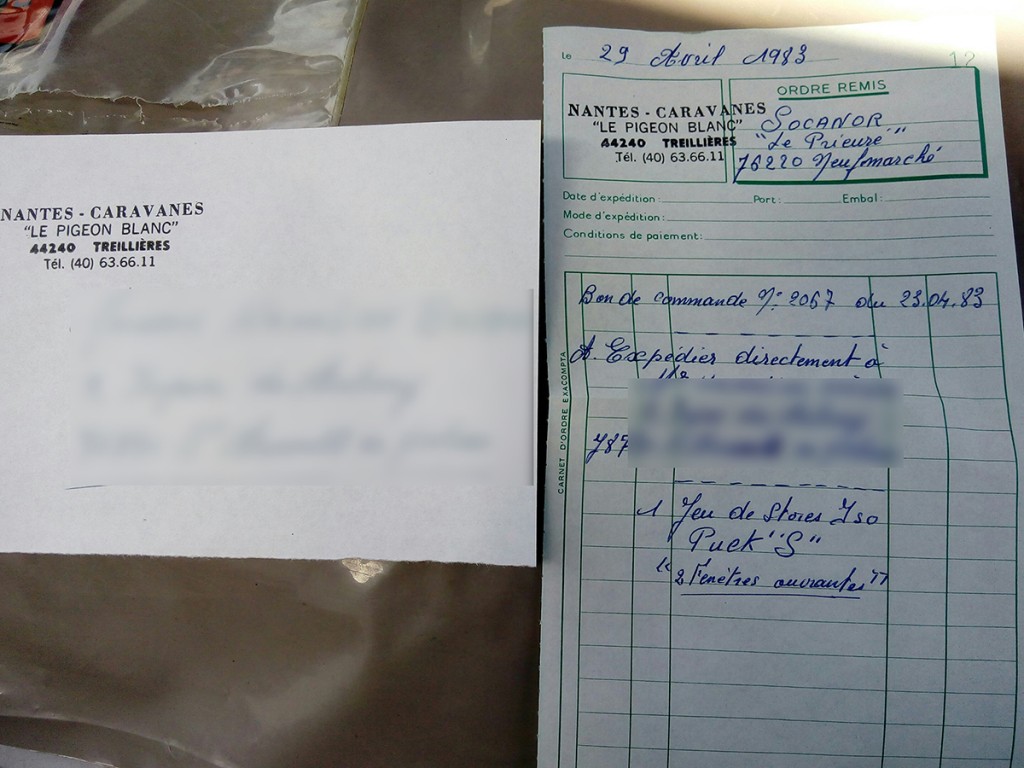 NANTES - CARAVANES
"LE PIGEON BLANC"
44240 TREILLIÈRES
Tél. (40) 63.66.11
le 29 Avril 1983
12
NANTES - CARAVANES
"LE PIGEON BLANC"
44240 TREILLIÈRES
Tél. (40) 63.66.11
ORDRE REMIS
SOCANOR
"Le Prieuré"
76220 Neufmarché
Date d'expédition : Port : Embal :
Mode d'expédition :
Conditions de paiement :
CARNET D'ORDRE EXACOMPTA
Bon de commande N° 2067 du 23.04.83
A. Expédier directement à
787
1 Jeu de Stores Iso
Puck "S"
"2 Fenêtres ouvrantes"